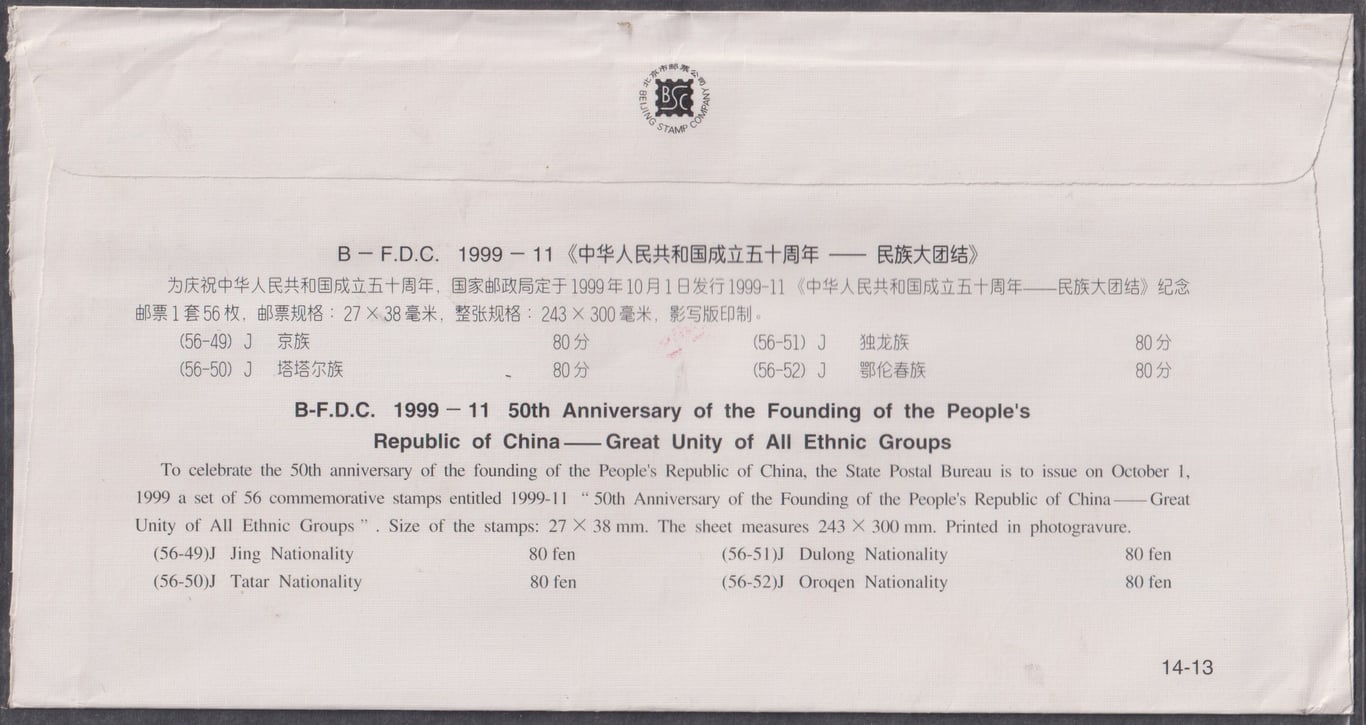 北京市邮票公司
BSC
BEIJING STAMP COMPANY
B – F.D.C. 1999 – 11《中华人民共和国成立五十周年 —— 民族大团结》
为庆祝中华人民共和国成立五十周年，国家邮政局定于1999年10月1日发行1999-11《中华人民共和国成立五十周年——民族大团结》纪念
邮票1套56枚，邮票规格：27×38毫米，整张规格：243×300毫米，影写版印制。
(56-49) J 京族 80分 (56-51) J 独龙族 80分
(56-50) J 塔塔尔族 80分 (56-52) J 鄂伦春族 80分
B-F.D.C. 1999 – 11 50th Anniversary of the Founding of the People's
Republic of China——Great Unity of All Ethnic Groups
To celebrate the 50th anniversary of the founding of the People's Republic of China, the State Postal Bureau is to issue on October 1,
1999 a set of 56 commemorative stamps entitled 1999-11 “ 50th Anniversary of the Founding of the People's Republic of China——Great
Unity of All Ethnic Groups ” . Size of the stamps: 27 × 38 mm. The sheet measures 243 × 300 mm. Printed in photogravure.
(56-49)J Jing Nationality 80 fen (56-51)J Dulong Nationality 80 fen
(56-50)J Tatar Nationality 80 fen (56-52)J Oroqen Nationality 80 fen
14-13